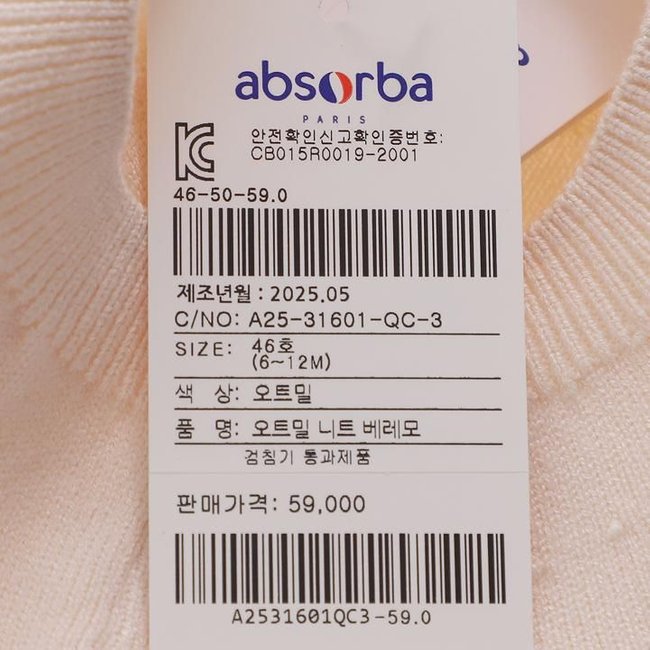 absorba
PARIS
안전확인신고확인증번호:
CB015R0019-2001
46-50-59.0
제조년월 : 2025.05
C/NO: A25-31601-QC-3
SIZE: 46호
(6~12M)
색 상: 오트밀
품 명: 오트밀 니트 베레모
검침기 통과제품
판매가격: 59,000
A2531601QC3-59.0